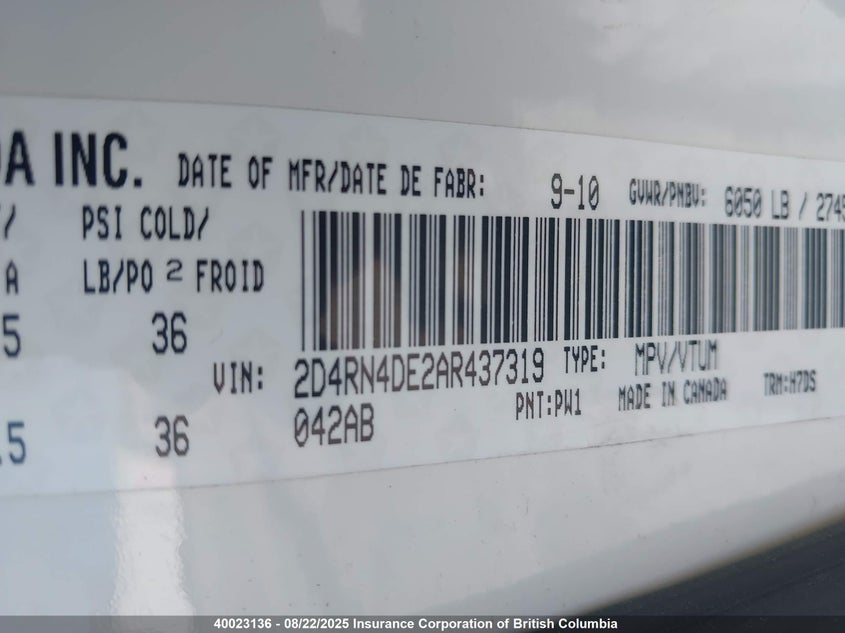 DA INC. DATE OF MFR/DATE DE FABR: 9-10 GVWR/PNBV: 6050 LB / 2745
/ PSI COLD/
A LB/PO 2 FROID
5 36
VIN: 2D4RN4DE2AR437319 TYPE: MPV/VTUM
042AB PNT:PW1 MADE IN CANADA TRM:H7DS
.5 36
40023136 - 08/22/2025 Insurance Corporation of British Columbia